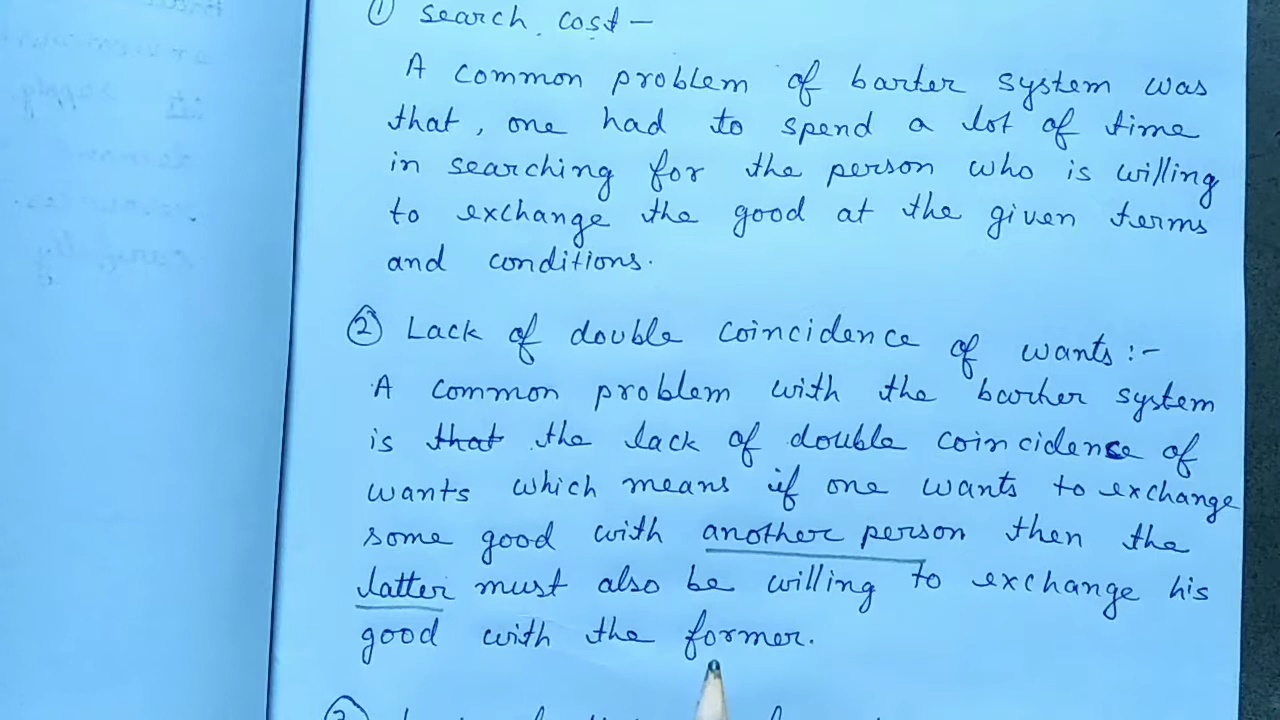 ① Search cost —
A common problem of barter system was
that, one had to spend a lot of time
in searching for the person who is willing
to exchange the good at the given terms
and conditions.
② Lack of double coincidence of wants :-
A common problem with the barter system
is ~~that~~ the lack of double coincidence of
wants which means if one wants to exchange
some good with another person then the
latter must also be willing to exchange his
good with the former.